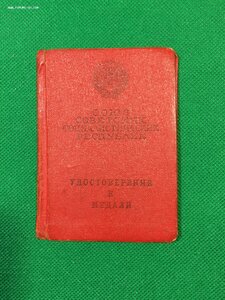 СОЮЗ
СОВЕТСКИХ
СОЦИАЛИСТИЧЕСКИХ
РЕСПУБЛИК
УДОСТОВЕРЕНИЕ
К
МЕДАЛИ